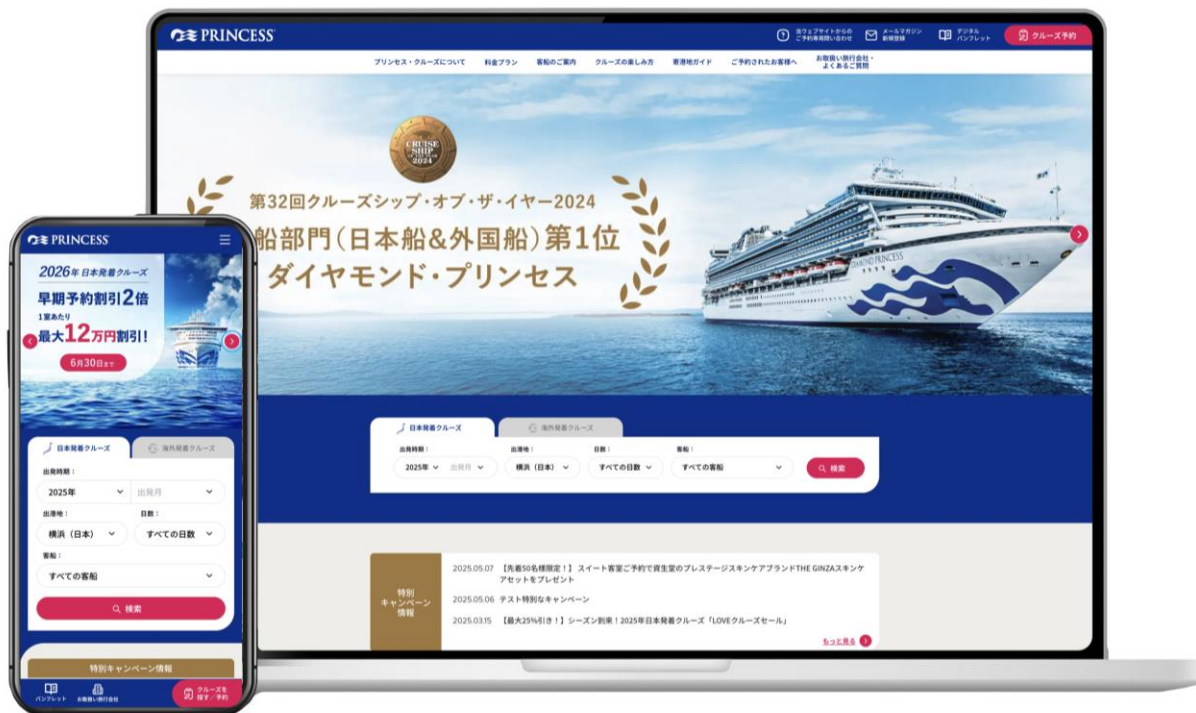 PRINCESS
当ウェブサイトからの
ご予約専用問い合わせ
メールマガジン
新規登録
デジタル
パンフレット
クルーズ予約
プリンセス・クルーズについて
料金プラン
客船のご案内
クルーズの楽しみ方
寄港地ガイド
ご予約されたお客様へ
お取扱い旅行会社・
よくあるご質問
CRUISE
SHIP
OF THE YEAR
2024
第32回クルーズシップ・オブ・ザ・イヤー2024
船部門(日本船&外国船)第1位
ダイヤモンド・プリンセス
DIAMOND PRINCESS
日本発着クルーズ
海外発着クルーズ
出発時期:
出港地:
日数:
客船:
2025年
出発月
横浜(日本)
すべての日数
すべての客船
検索
特別
キャンペーン
情報
2025.05.07 【先着50名様限定!】スイート客室ご予約で資生堂のプレステージスキンケアブランドTHE GINZAスキンケ
アセットをプレゼント
2025.05.06 テスト特別なキャンペーン
2025.03.15 【最大25%引き!】シーズン到来!2025年日本発着クルーズ「LOVEクルーズセール」
もっと見る
PRINCESS
2026年 日本発着クルーズ
早期予約割引2倍
1室あたり
最大12万円割引!
6月30日まで
日本発着クルーズ
海外発着クルーズ
出発時期:
2025年
出発月
出港地:
日数:
横浜(日本)
すべての日数
客船:
すべての客船
検索
特別キャンペーン情報
パンフレット
お取扱い旅行会社
クルーズを
探す/予約